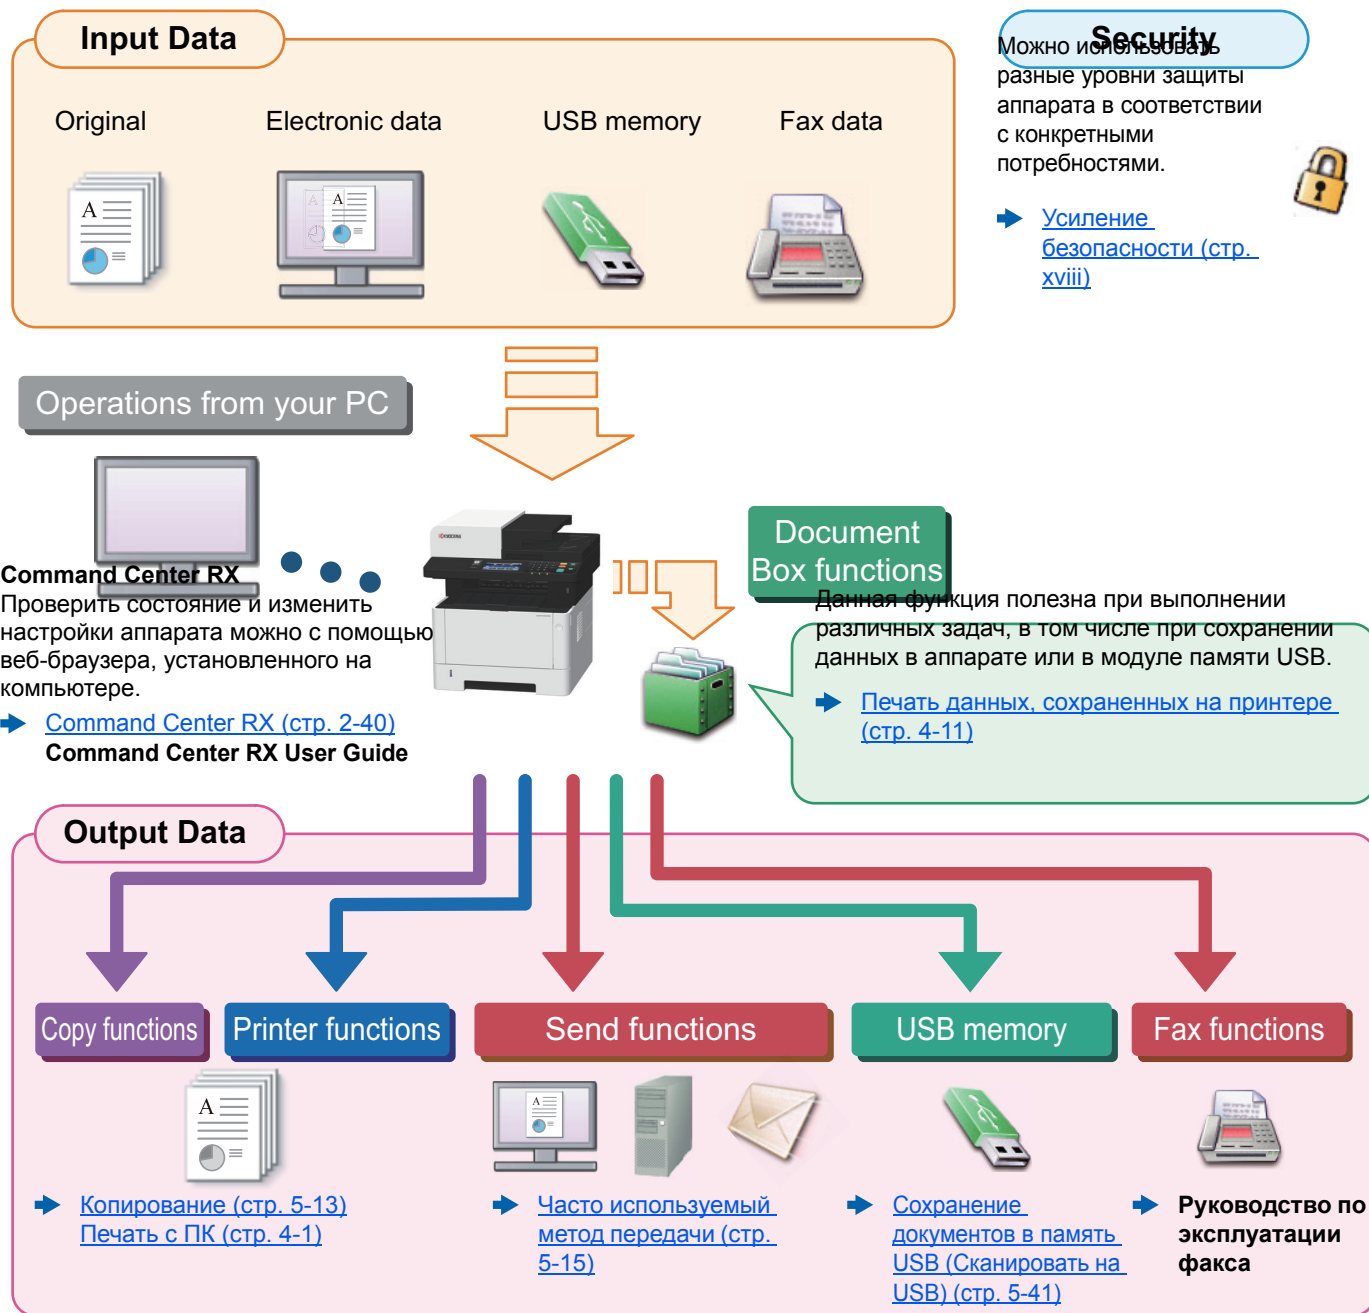 Input Data
Original
Electronic data
USB memory
Fax data
Security
Можно использовать
разные уровни защиты
аппарата в соответствии
с конкретными
потребностями.
Усиление
безопасности (стр.
xviii)
Operations from your PC
Command Center RX
Проверить состояние и изменить
настройки аппарата можно с помощью
веб-браузера, установленного на
компьютере.
Command Center RX (стр. 2-40)
Command Center RX User Guide
KYOCERA
Document
Box functions
Данная функция полезна при выполнении
различных задач, в том числе при сохранении
данных в аппарате или в модуле памяти USB.
Печать данных, сохраненных на принтере
(стр. 4-11)
Output Data
Copy functions
Printer functions
Send functions
USB memory
Fax functions
Копирование (стр. 5-13)
Печать с ПК (стр. 4-1)
Часто используемый
метод передачи (стр.
5-15)
Сохранение
документов в память
USB (Сканировать на
USB) (стр. 5-41)
Руководство по
эксплуатации
факса